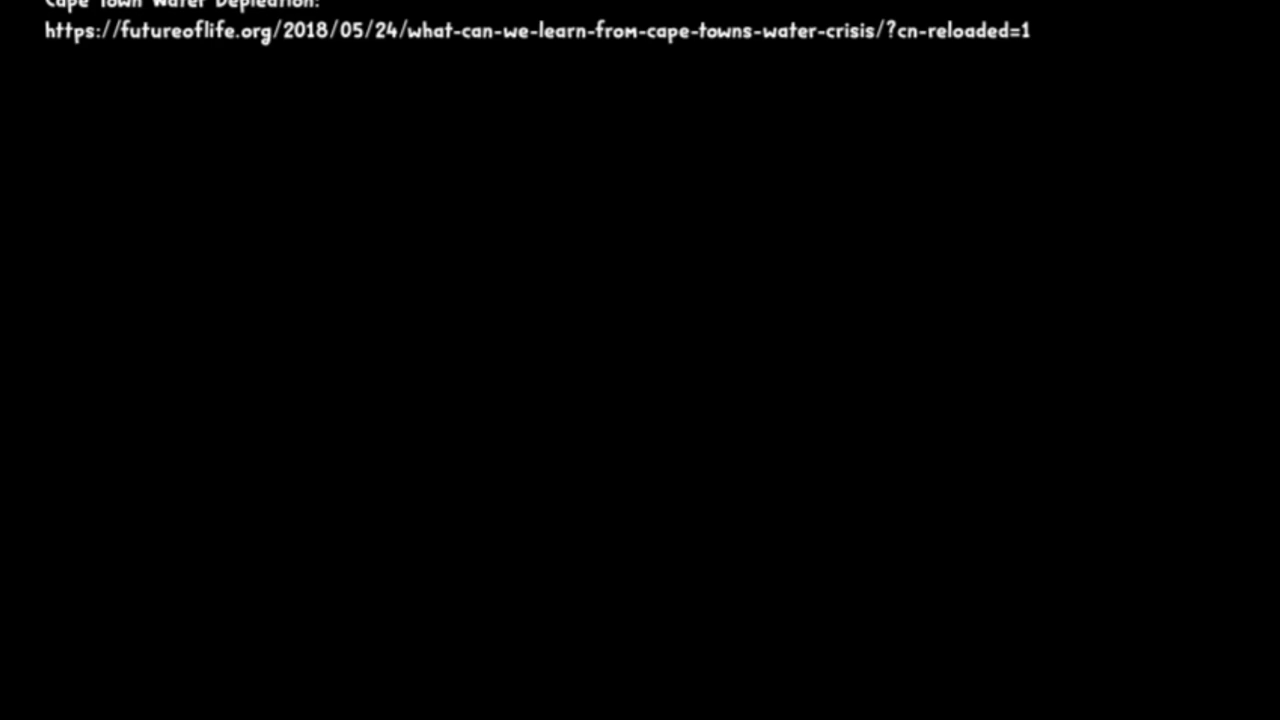 Cape Town Water Depleation:
https://futureoflife.org/2018/05/24/what-can-we-learn-from-cape-towns-water-crisis/?cn-reloaded=1